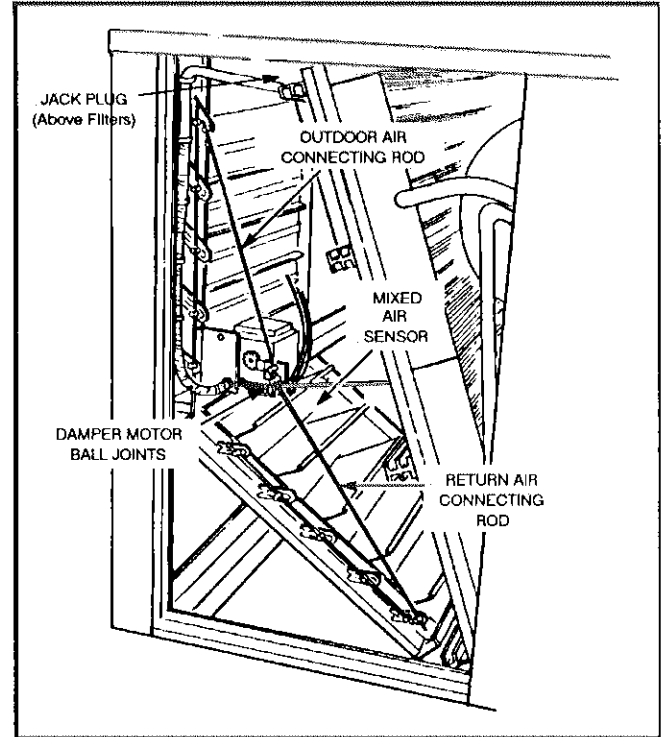 JACK PLUG
(Above Filters)
OUTDOOR AIR
CONNECTING ROD
MIXED
AIR
SENSOR
DAMPER MOTOR
BALL JOINTS
RETURN AIR
CONNECTING
ROD